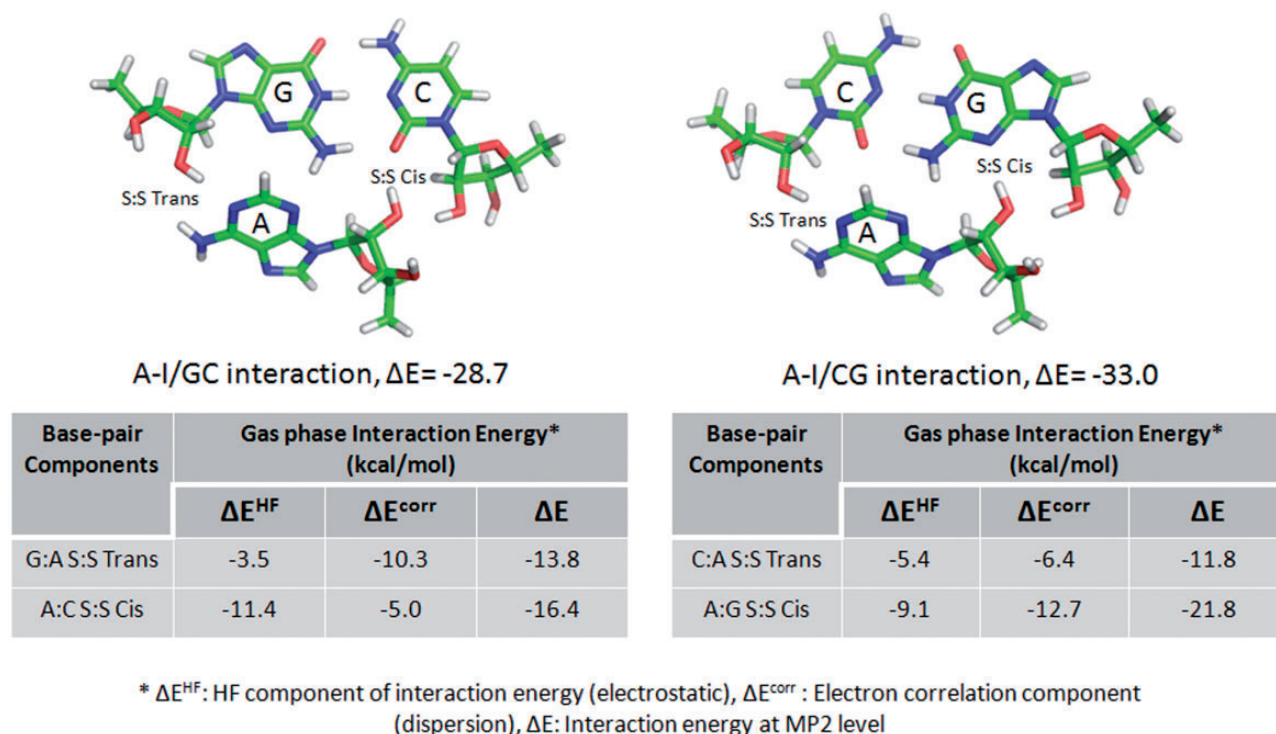 G
C
S:S Trans
S:S Cis
A
A-I/GC interaction, ΔE= -28.7
Base-pair Components
Gas phase Interaction Energy*
(kcal/mol)
ΔE^HF ΔE^corr ΔE
G:A S:S Trans -3.5 -10.3 -13.8
A:C S:S Cis -11.4 -5.0 -16.4
C
G
S:S Cis
S:S Trans
A
A-I/CG interaction, ΔE= -33.0
Base-pair Components
Gas phase Interaction Energy*
(kcal/mol)
ΔE^HF ΔE^corr ΔE
C:A S:S Trans -5.4 -6.4 -11.8
A:G S:S Cis -9.1 -12.7 -21.8
* ΔE^HF: HF component of interaction energy (electrostatic), ΔE^corr : Electron correlation component
(dispersion), ΔE: Interaction energy at MP2 level